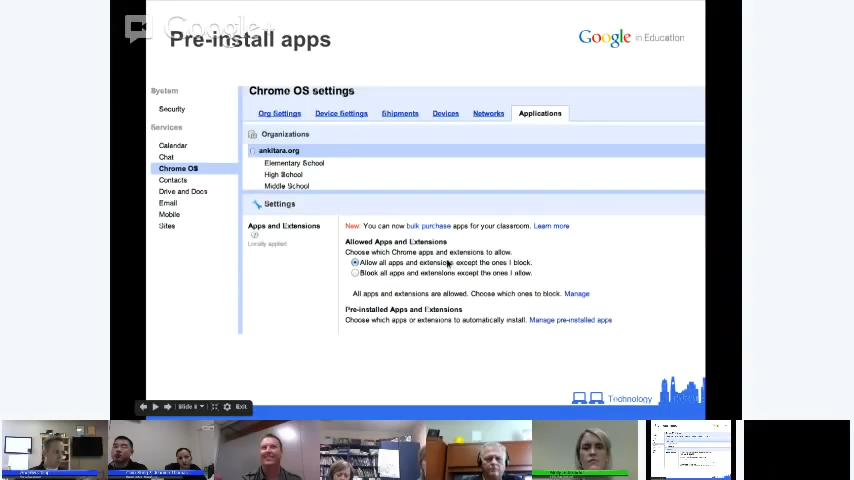 Google+
Pre-install apps
Google in Education
Chrome OS settings
System
Security
Services
Calendar
Chat
Chrome OS
Contacts
Drive and Docs
Email
Mobile
Sites
Org Settings
Device Settings
Shipments
Devices
Networks
Applications
Organizations
ankitara.org
Elementary School
High School
Middle School
Settings
Apps and Extensions
Locally applied
New: You can now bulk purchase apps for your classroom. Learn more
Allowed Apps and Extensions
Choose which Chrome apps and extensions to allow.
Allow all apps and extensions except the ones I block.
Block all apps and extensions except the ones I allow.
All apps and extensions are allowed. Choose which ones to block. Manage
Pre-installed Apps and Extensions
Choose which apps or extensions to automatically install. Manage pre-installed apps
Technology
Slide 8
Exit